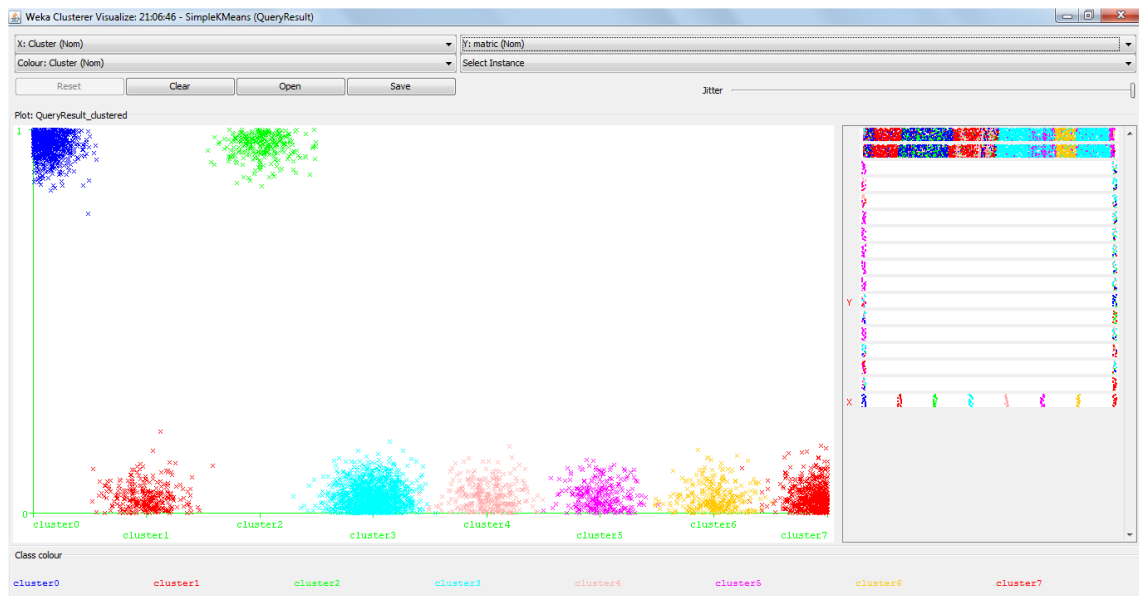 Weka Clusterer Visualize: 21:06:46 - SimpleKMeans (QueryResult)
X: Cluster (Nom) Y: matric (Nom)
Colour: Cluster (Nom) Select Instance
Reset Clear Open Save Jitter
Plot: QueryResult_clustered
1
0
cluster0 cluster2 cluster4 cluster6
cluster1 cluster3 cluster5 cluster7
Y
X
Class colour
cluster0 cluster1 cluster2 cluster3 cluster4 cluster5 cluster6 cluster7